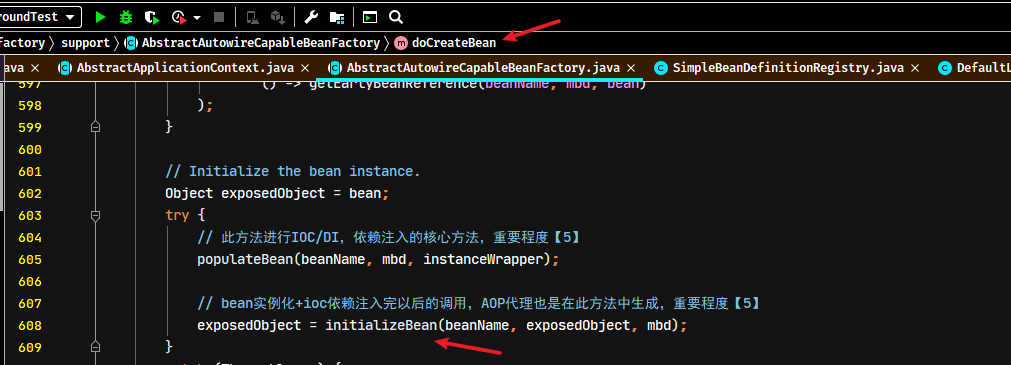 roundTest
Factory support AbstractAutowireCapableBeanFactory doCreateBean
ava × AbstractApplicationContext.java × AbstractAutowireCapableBeanFactory.java × SimpleBeanDefinitionRegistry.java × DefaultL
597 () -> getEarlyBeanReference(beanName, mbd, bean)
598 );
599 }
600
601 // Initialize the bean instance.
602 Object exposedObject = bean;
603 try {
604 // 此方法进行IOC/DI，依赖注入的核心方法，重要程度【5】
605 populateBean(beanName, mbd, instanceWrapper);
606
607 // bean实例化+ioc依赖注入完以后的调用，AOP代理也是在此方法中生成，重要程度【5】
608 exposedObject = initializeBean(beanName, exposedObject, mbd);
609 }